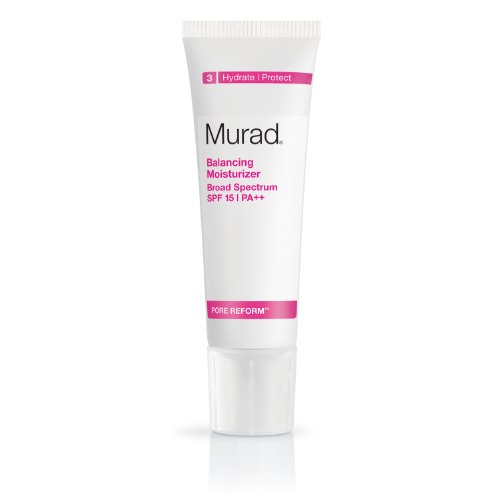 3 Hydrate | Protect
Murad®
Balancing
Moisturizer
Broad Spectrum
SPF 15 | PA++
PORE REFORM™